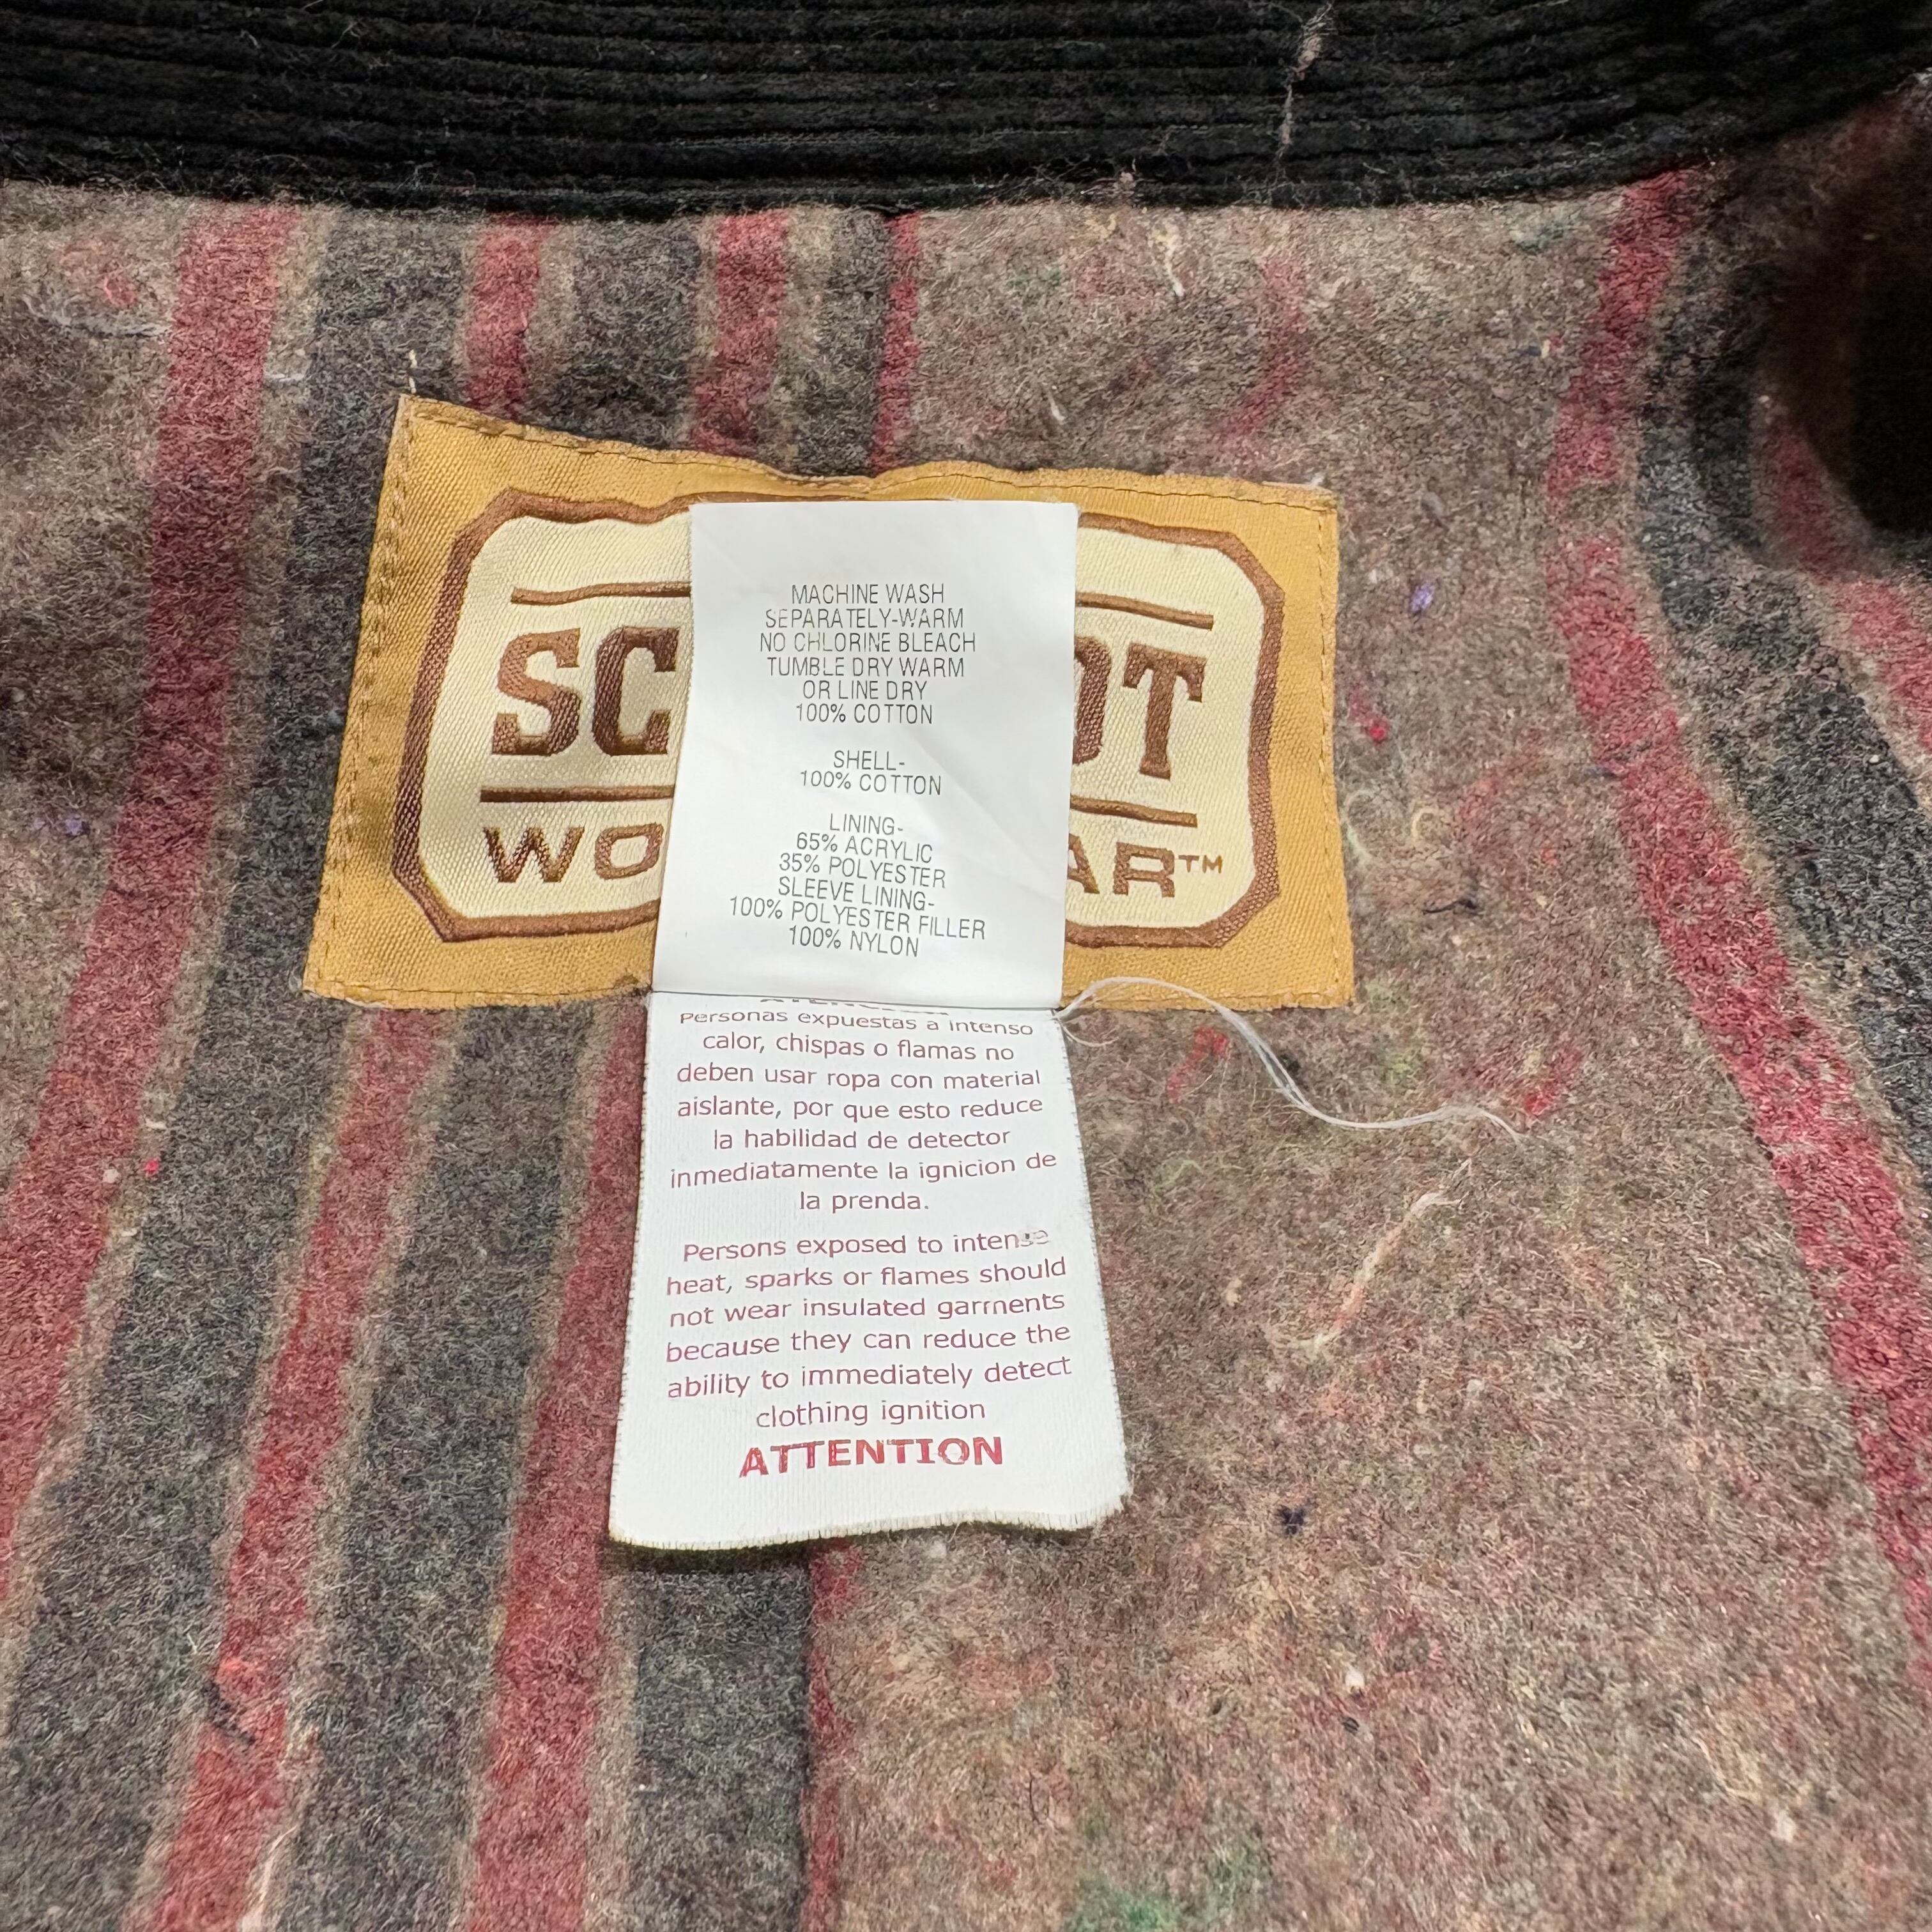 SC
OT
WO
AR™
MACHINE WASH
SEPARATELY-WARM
NO CHLORINE BLEACH
TUMBLE DRY WARM
OR LINE DRY
100% COTTON
SHELL-
100% COTTON
LINING-
65% ACRYLIC
35% POLYESTER
SLEEVE LINING-
100% POLYESTER FILLER
100% NYLON
Personas expuestas a intenso
calor, chispas o flamas no
deben usar ropa con material
aislante, por que esto reduce
la habilidad de detector
inmediatamente la ignicion de
la prenda.
Persons exposed to intense
heat, sparks or flames should
not wear insulated garments
because they can reduce the
ability to immediately detect
clothing ignition
ATTENTION